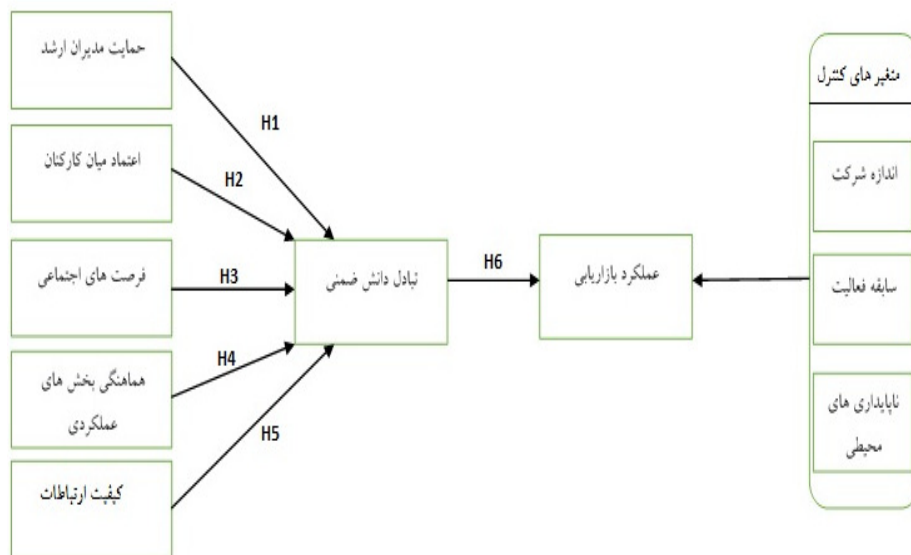 حمایت مدیران ارشد
اعتماد میان کارکنان
فرصت های اجتماعی
هماهنگی بخش های
عملکردی
کیفیت ارتباطات
H1
H2
H3
H4
H5
تبادل دانش ضمنی
H6
عملکرد بازاریابی
متغیر های کنترل
اندازه شرکت
سابقه فعالیت
ناپایداری های
محیطی